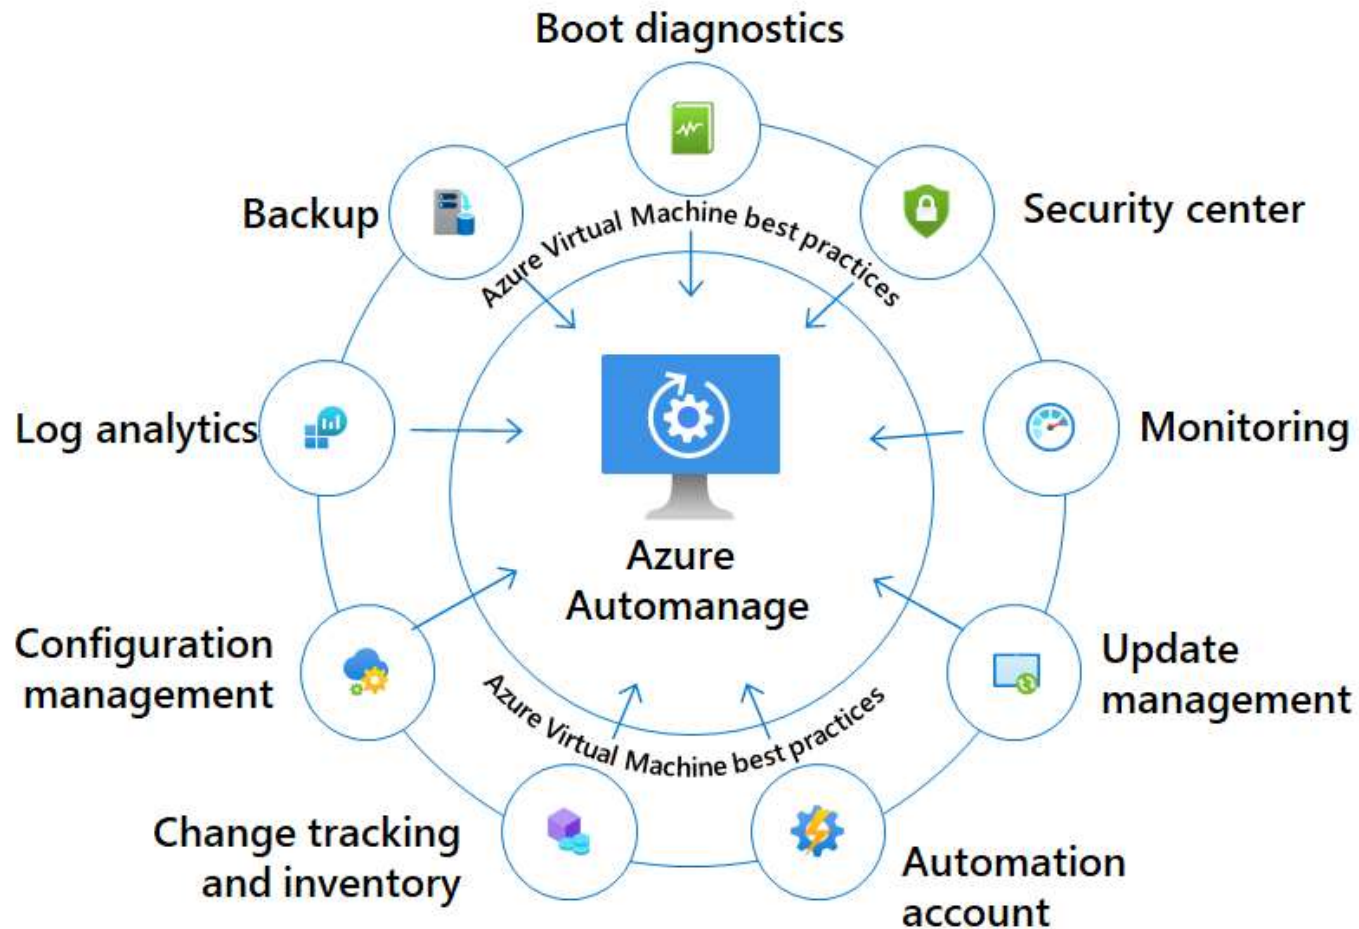 Boot diagnostics
Backup
Security center
Azure Virtual Machine best practices
Log analytics
Monitoring
Azure
Automanage
Configuration
management
Update
management
Azure Virtual Machine best practices
Change tracking
and inventory
Automation
account